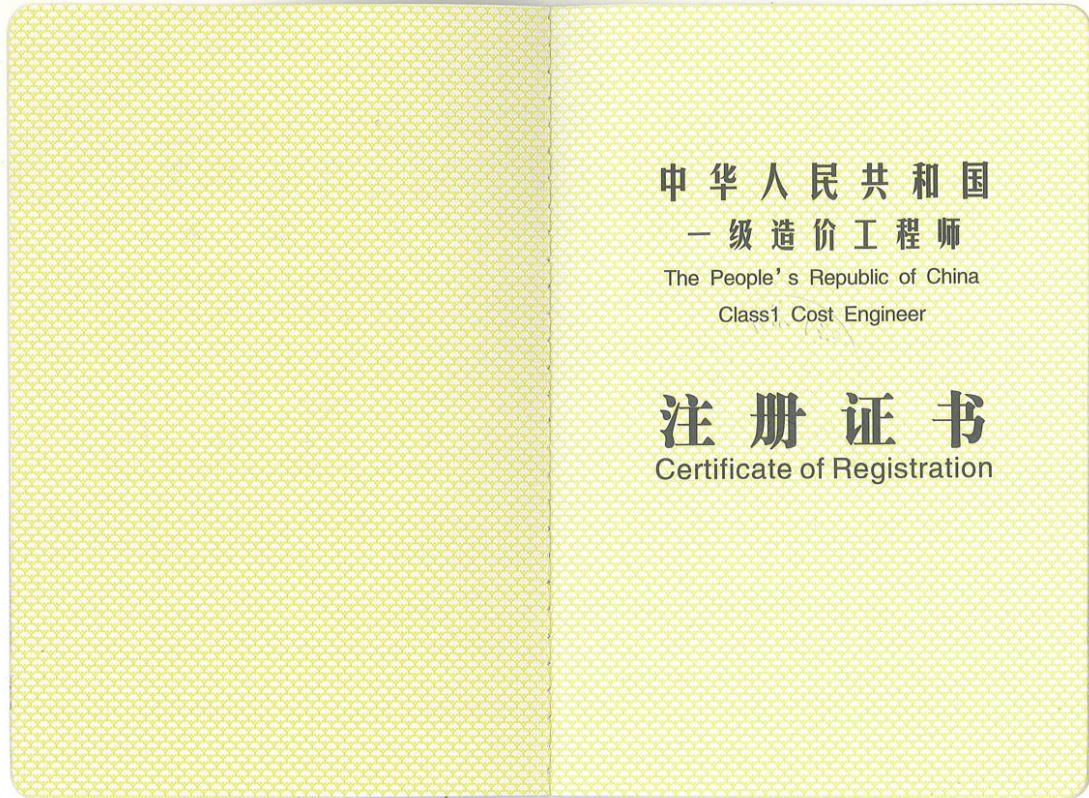 中华人民共和国
一级造价工程师
The People's Republic of China
Class1 Cost Engineer
注册证书
Certificate of Registration